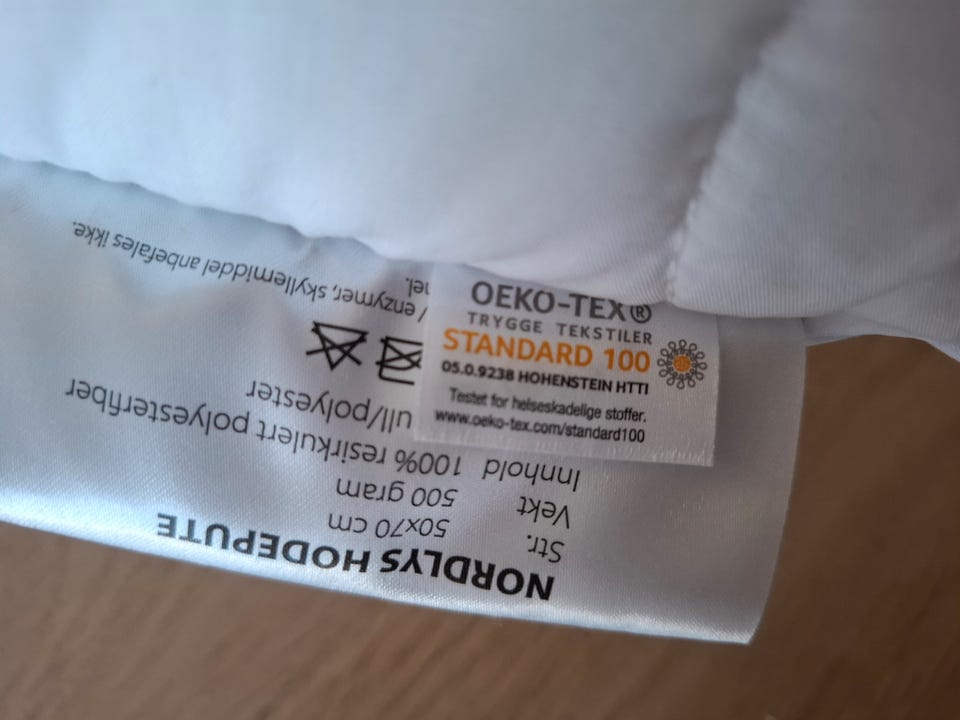 OEKO-TEX®
TRYGGE TEKSTILER
STANDARD 100
05.0.9238 HOHENSTEIN HTTI
Testet for helseskadelige stoffer.
www.oeko-tex.com/standard100
NORDLYS HODEPUTE
Str. 50x70 cm
Vekt 500 gram
Innhold 100% resirkulert polyesterfiber
ull/polyester
enzymer, skyllemiddel anbefales ikke.